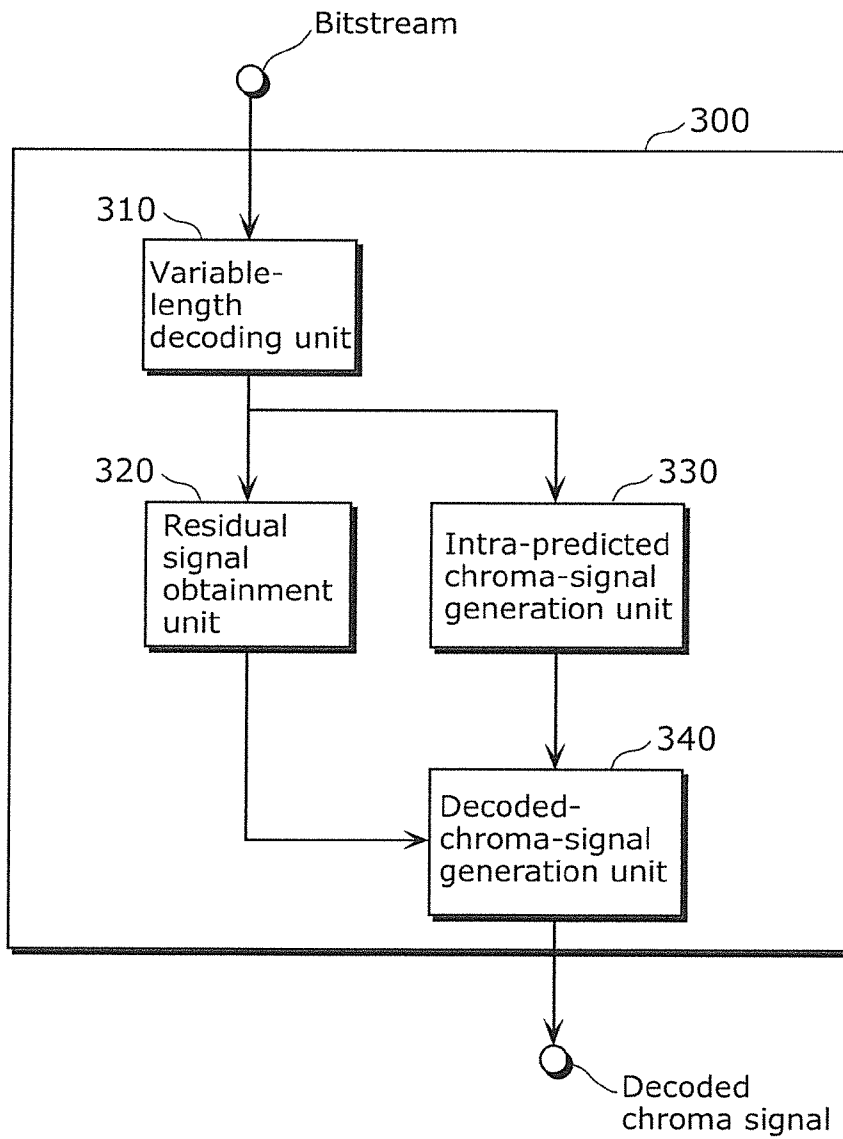 Bitstream
300
310
Variable-
length
decoding unit
320
330
Residual
signal
obtainment
unit
Intra-predicted
chroma-signal
generation unit
340
Decoded-
chroma-signal
generation unit
Decoded
chroma signal